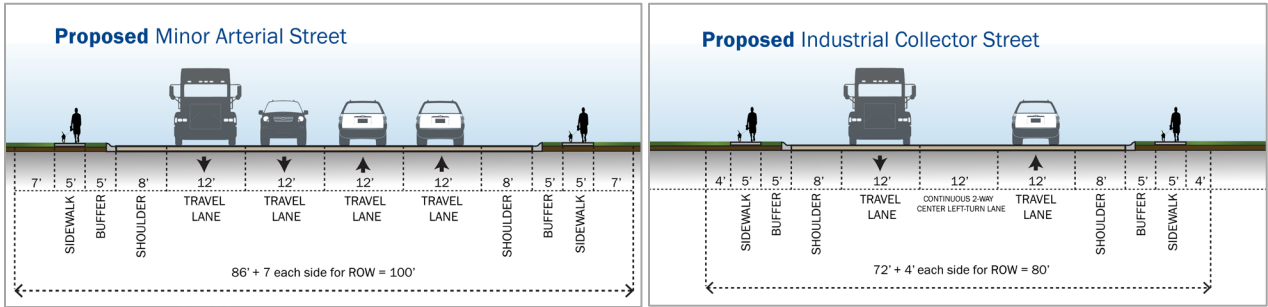 Proposed Minor Arterial Street
7' 5' 5' 8' 12' 12' 12' 12' 8' 5' 5' 7'
SIDEWALK BUFFER SHOULDER TRAVEL LANE TRAVEL LANE TRAVEL LANE TRAVEL LANE SHOULDER BUFFER SIDEWALK
86' + 7 each side for ROW = 100'
Proposed Industrial Collector Street
4' 5' 5' 8' 12' 12' 12' 8' 5' 5' 4'
SIDEWALK BUFFER SHOULDER TRAVEL LANE CONTINUOUS 2-WAY CENTER LEFT-TURN LANE TRAVEL LANE SHOULDER BUFFER SIDEWALK
72' + 4' each side for ROW = 80'